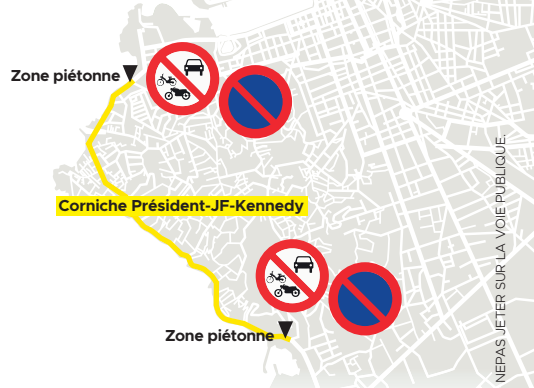 Zone piétonne
Corniche Président-JF-Kennedy
Zone piétonne
NEPAS JETER SUR LA VOIE PUBLIQUE.